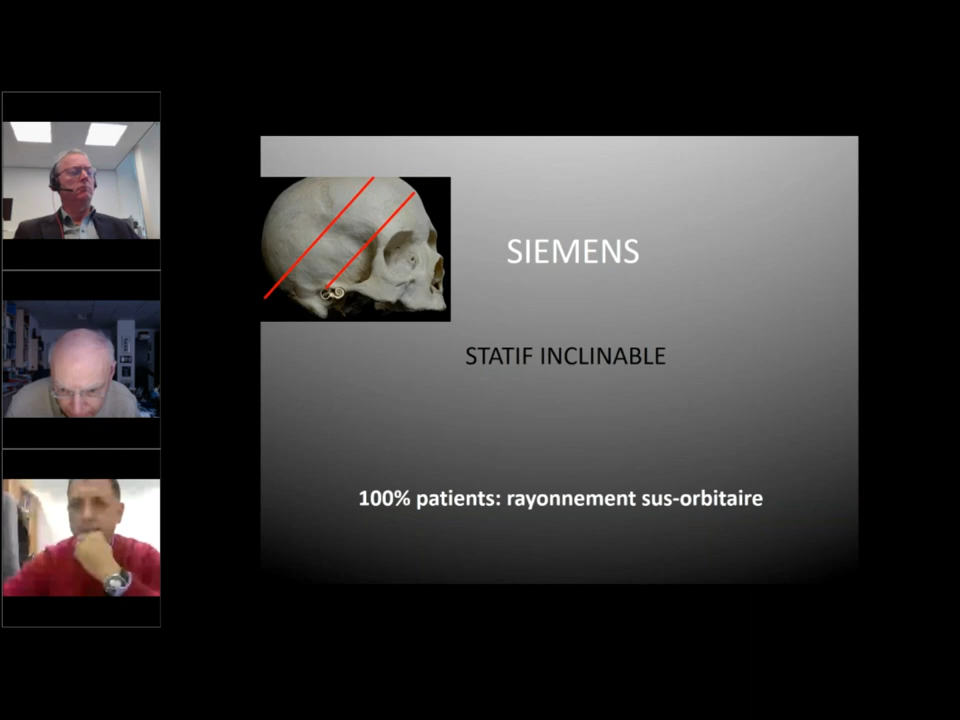 SIEMENS
STATIF INCLINABLE
100% patients: rayonnement sus-orbitaire